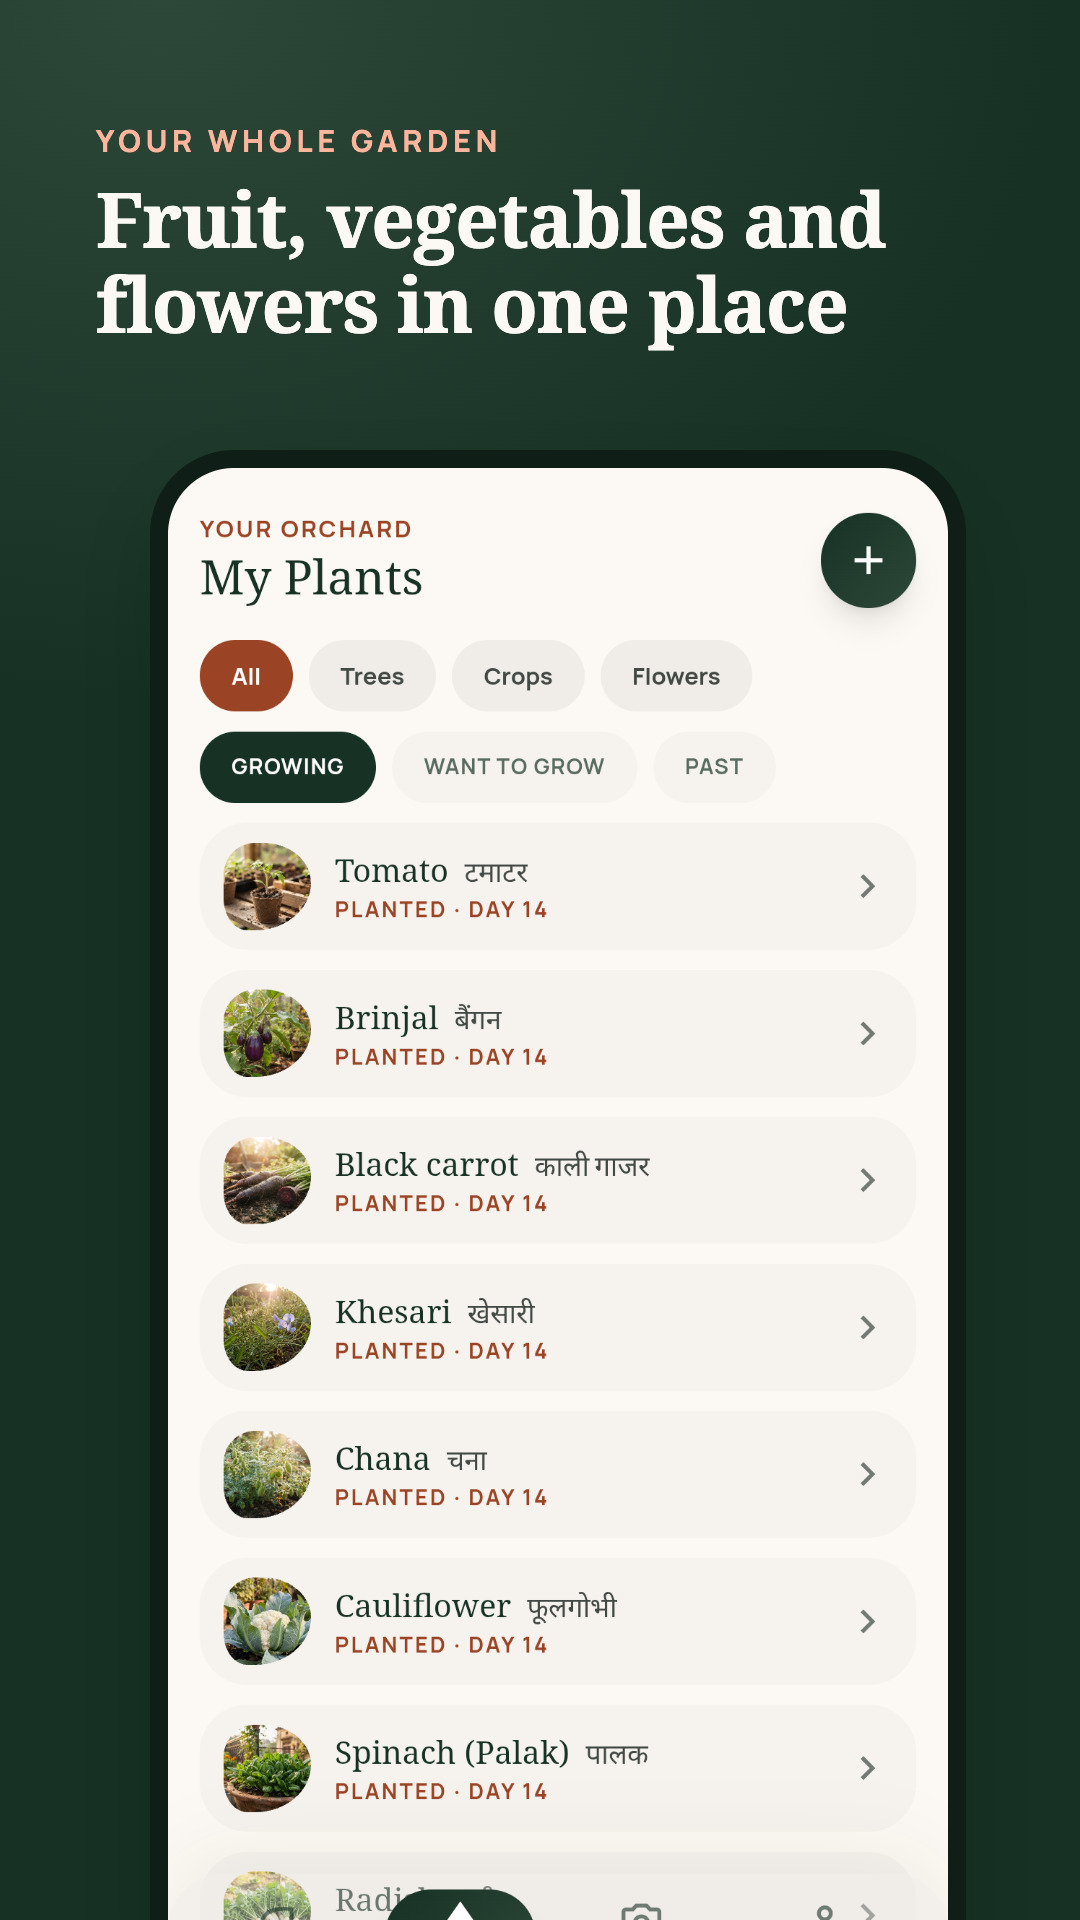 YOUR WHOLE GARDEN
Fruit, vegetables and
flowers in one place
YOUR ORCHARD
My Plants
All Trees Crops Flowers
GROWING WANT TO GROW PAST
Tomato टमाटर
PLANTED · DAY 14
Brinjal बैंगन
PLANTED · DAY 14
Black carrot काली गाजर
PLANTED · DAY 14
Khesari खेसारी
PLANTED · DAY 14
Chana चना
PLANTED · DAY 14
Cauliflower फूलगोभी
PLANTED · DAY 14
Spinach (Palak) पालक
PLANTED · DAY 14